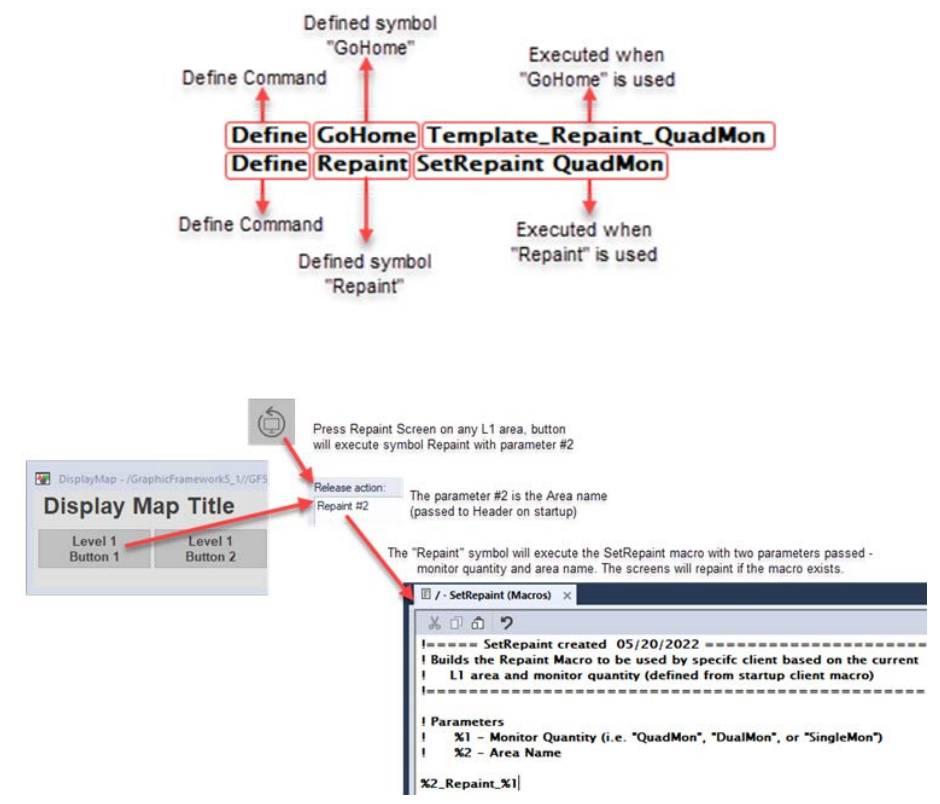 Defined symbol
"GoHome"
Executed when
"GoHome" is used
Define Command
Define GoHome Template_Repaint_QuadMon
Define Repaint SetRepaint QuadMon
Define Command
Executed when
"Repaint" is used
Defined symbol
"Repaint"
Press Repaint Screen on any L1 area, button
will execute symbol Repaint with parameter #2
DisplayMap - /GraphicFramework5_1//GF5
Display Map Title
Level 1
Button 1
Level 1
Button 2
Release action:
Repaint #2
The parameter #2 is the Area name
(passed to Header on startup)
The "Repaint" symbol will execute the SetRepaint macro with two parameters passed -
monitor quantity and area name. The screens will repaint if the macro exists.
/ - SetRepaint (Macros) ×
!===== SetRepaint created 05/20/2022 =======================
! Builds the Repaint Macro to be used by specifc client based on the current
! L1 area and monitor quantity (defined from startup client macro)
!==================================================
! Parameters
! %1 - Monitor Quantity (i.e. "QuadMon", "DualMon", or "SingleMon")
! %2 - Area Name
%2_Repaint_%1